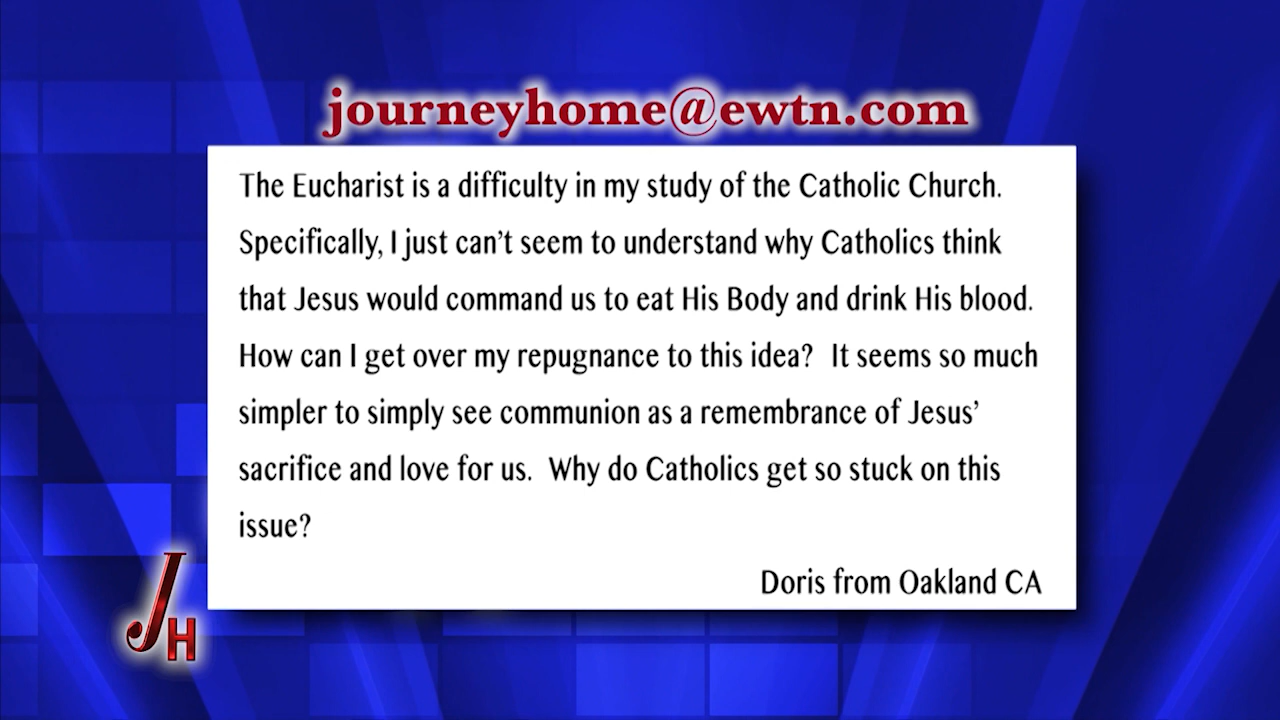 journeyhome@ewtn.com
The Eucharist is a difficulty in my study of the Catholic Church.
Specifically, I just can’t seem to understand why Catholics think
that Jesus would command us to eat His Body and drink His blood.
How can I get over my repugnance to this idea?  It seems so much
simpler to simply see communion as a remembrance of Jesus’
sacrifice and love for us.  Why do Catholics get so stuck on this
issue?
Doris from Oakland CA
JH